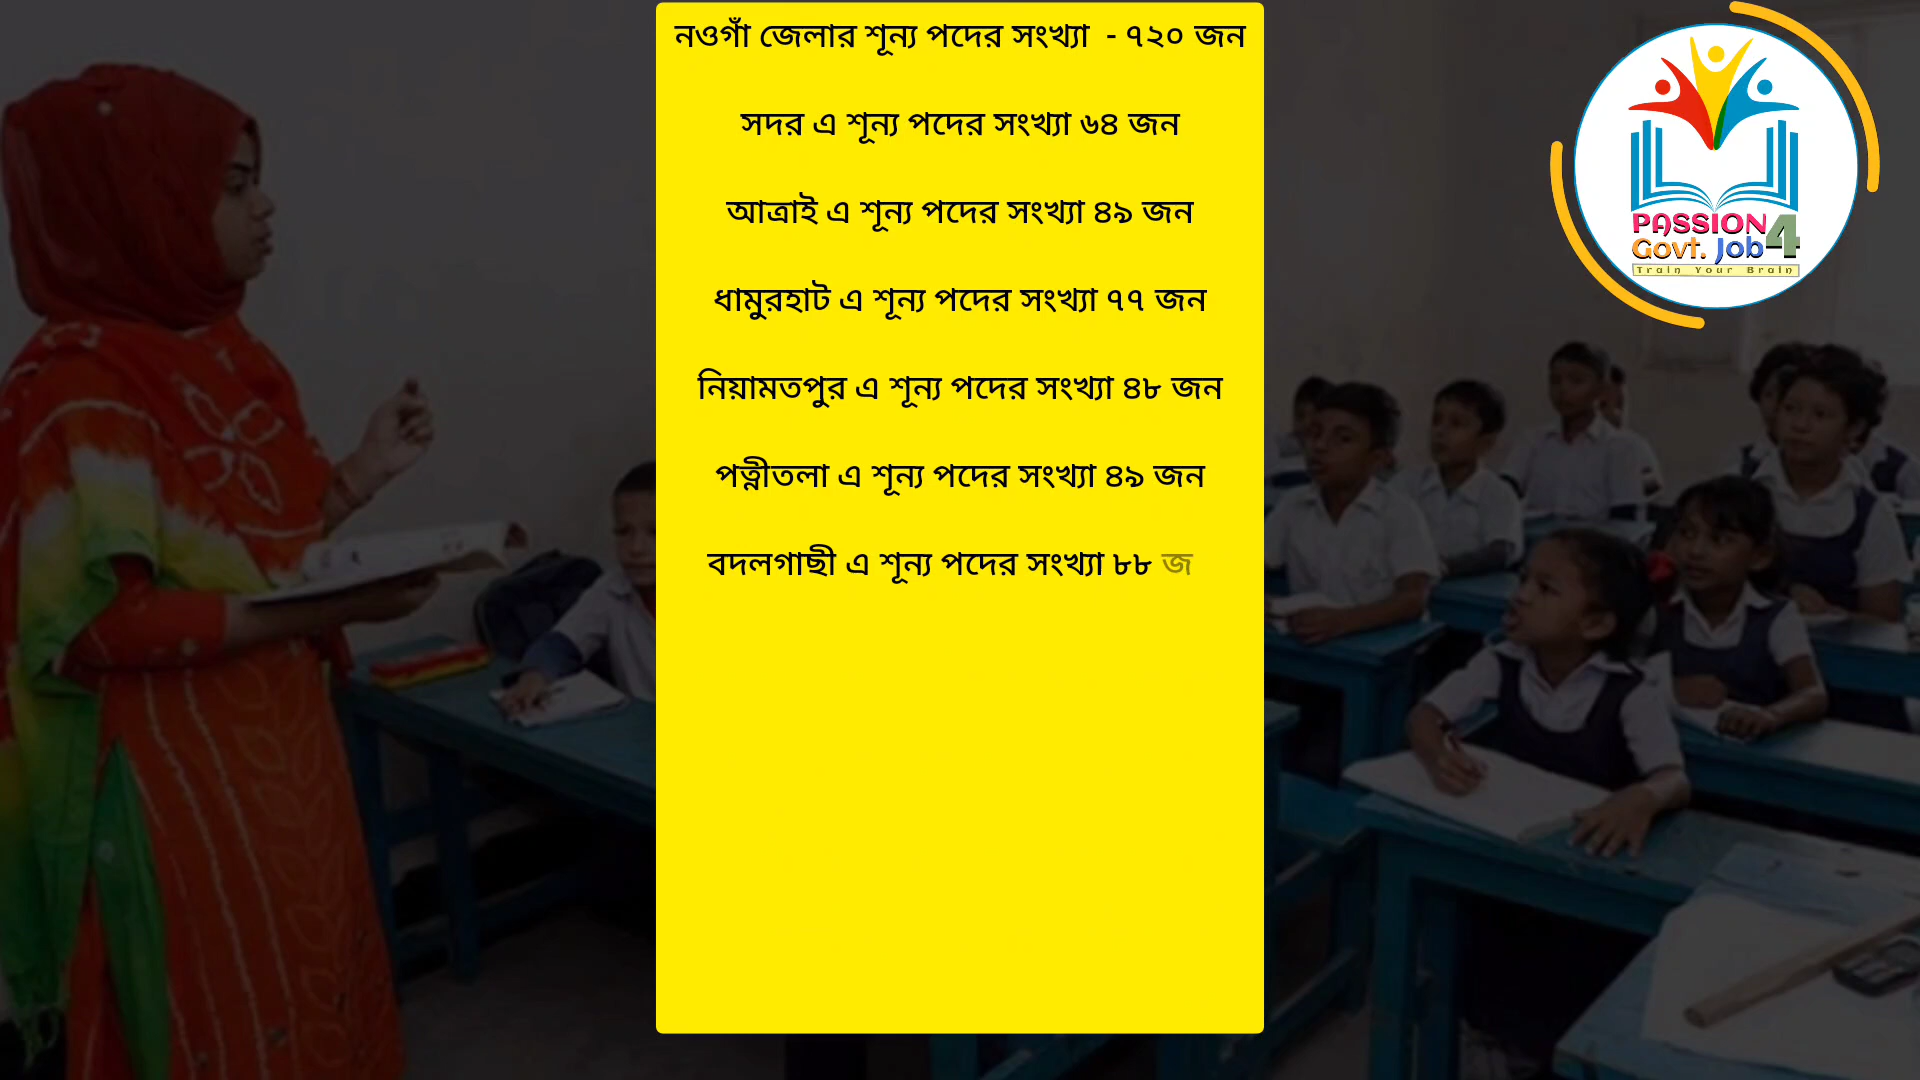 নওগাঁ জেলার শূন্য পদের সংখ্যা - ৭২০ জন
সদর এ শূন্য পদের সংখ্যা ৬৪ জন
আত্রাই এ শূন্য পদের সংখ্যা ৪৯ জন
ধামুরহাট এ শূন্য পদের সংখ্যা ৭৭ জন
নিয়ামতপুর এ শূন্য পদের সংখ্যা ৪৮ জন
পত্নীতলা এ শূন্য পদের সংখ্যা ৪৯ জন
বদলগাছী এ শূন্য পদের সংখ্যা ৮৮ জ
PASSION 4
Govt. Job
Train Your Brain